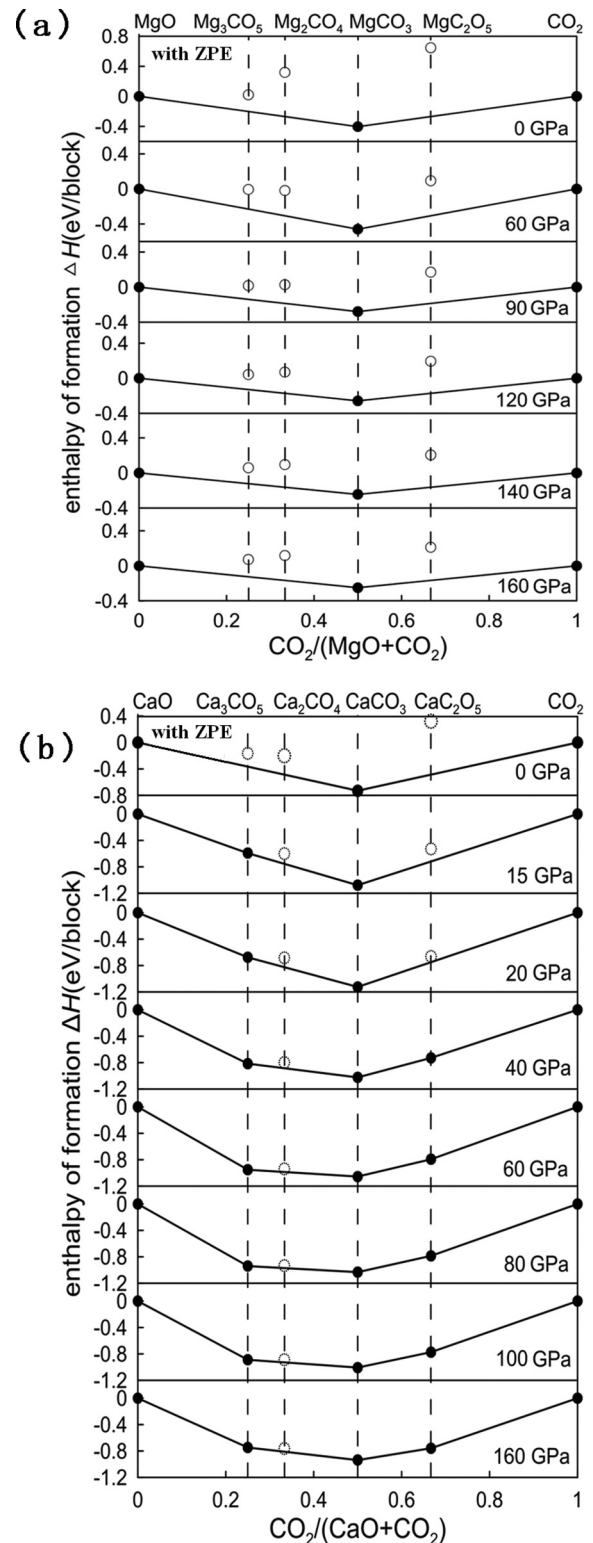 (a)
MgO Mg₃CO₅ Mg₂CO₄ MgCO₃ MgC₂O₅ CO₂
with ZPE
0.8
0.4
0
-0.4
0 GPa
0.4
0
-0.4
60 GPa
0.4
0
-0.4
90 GPa
0.4
0
120 GPa
0.4
0
-0.4
140 GPa
0.4
0
-0.4
160 GPa
enthalpy of formation △ H(eV/block)
0 0.2 0.4 0.6 0.8 1
CO₂/(MgO+CO₂)
(b)
CaO Ca₃CO₅ Ca₂CO₄ CaCO₃ CaC₂O₅ CO₂
with ZPE
0.4
0
-0.4
-0.8
0 GPa
0
-0.4
-0.8
-1.2
15 GPa
0
-0.4
-0.8
-1.2
20 GPa
0
-0.4
-0.8
-1.2
40 GPa
0
-0.4
-0.8
-1.2
60 GPa
0
-0.4
-0.8
-1.2
80 GPa
0
-0.4
-0.8
-1.2
100 GPa
0
-0.4
-0.8
-1.2
160 GPa
enthalpy of formation ΔH(eV/block)
0 0.2 0.4 0.6 0.8 1
CO₂/(CaO+CO₂)